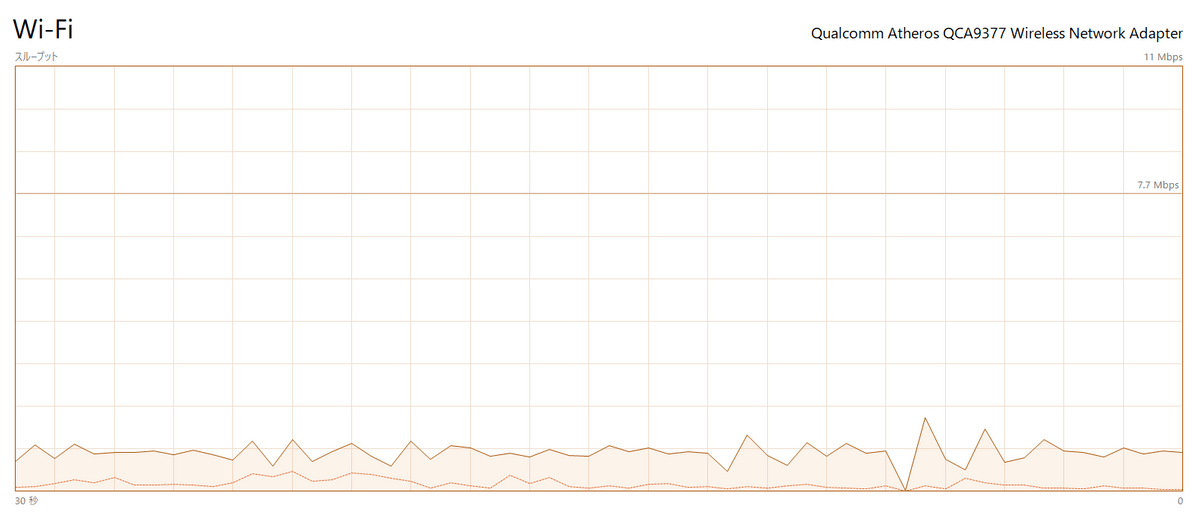 Wi-Fi
Qualcomm Atheros QCA9377 Wireless Network Adapter
スループット
11 Mbps
7.7 Mbps
30 秒
0